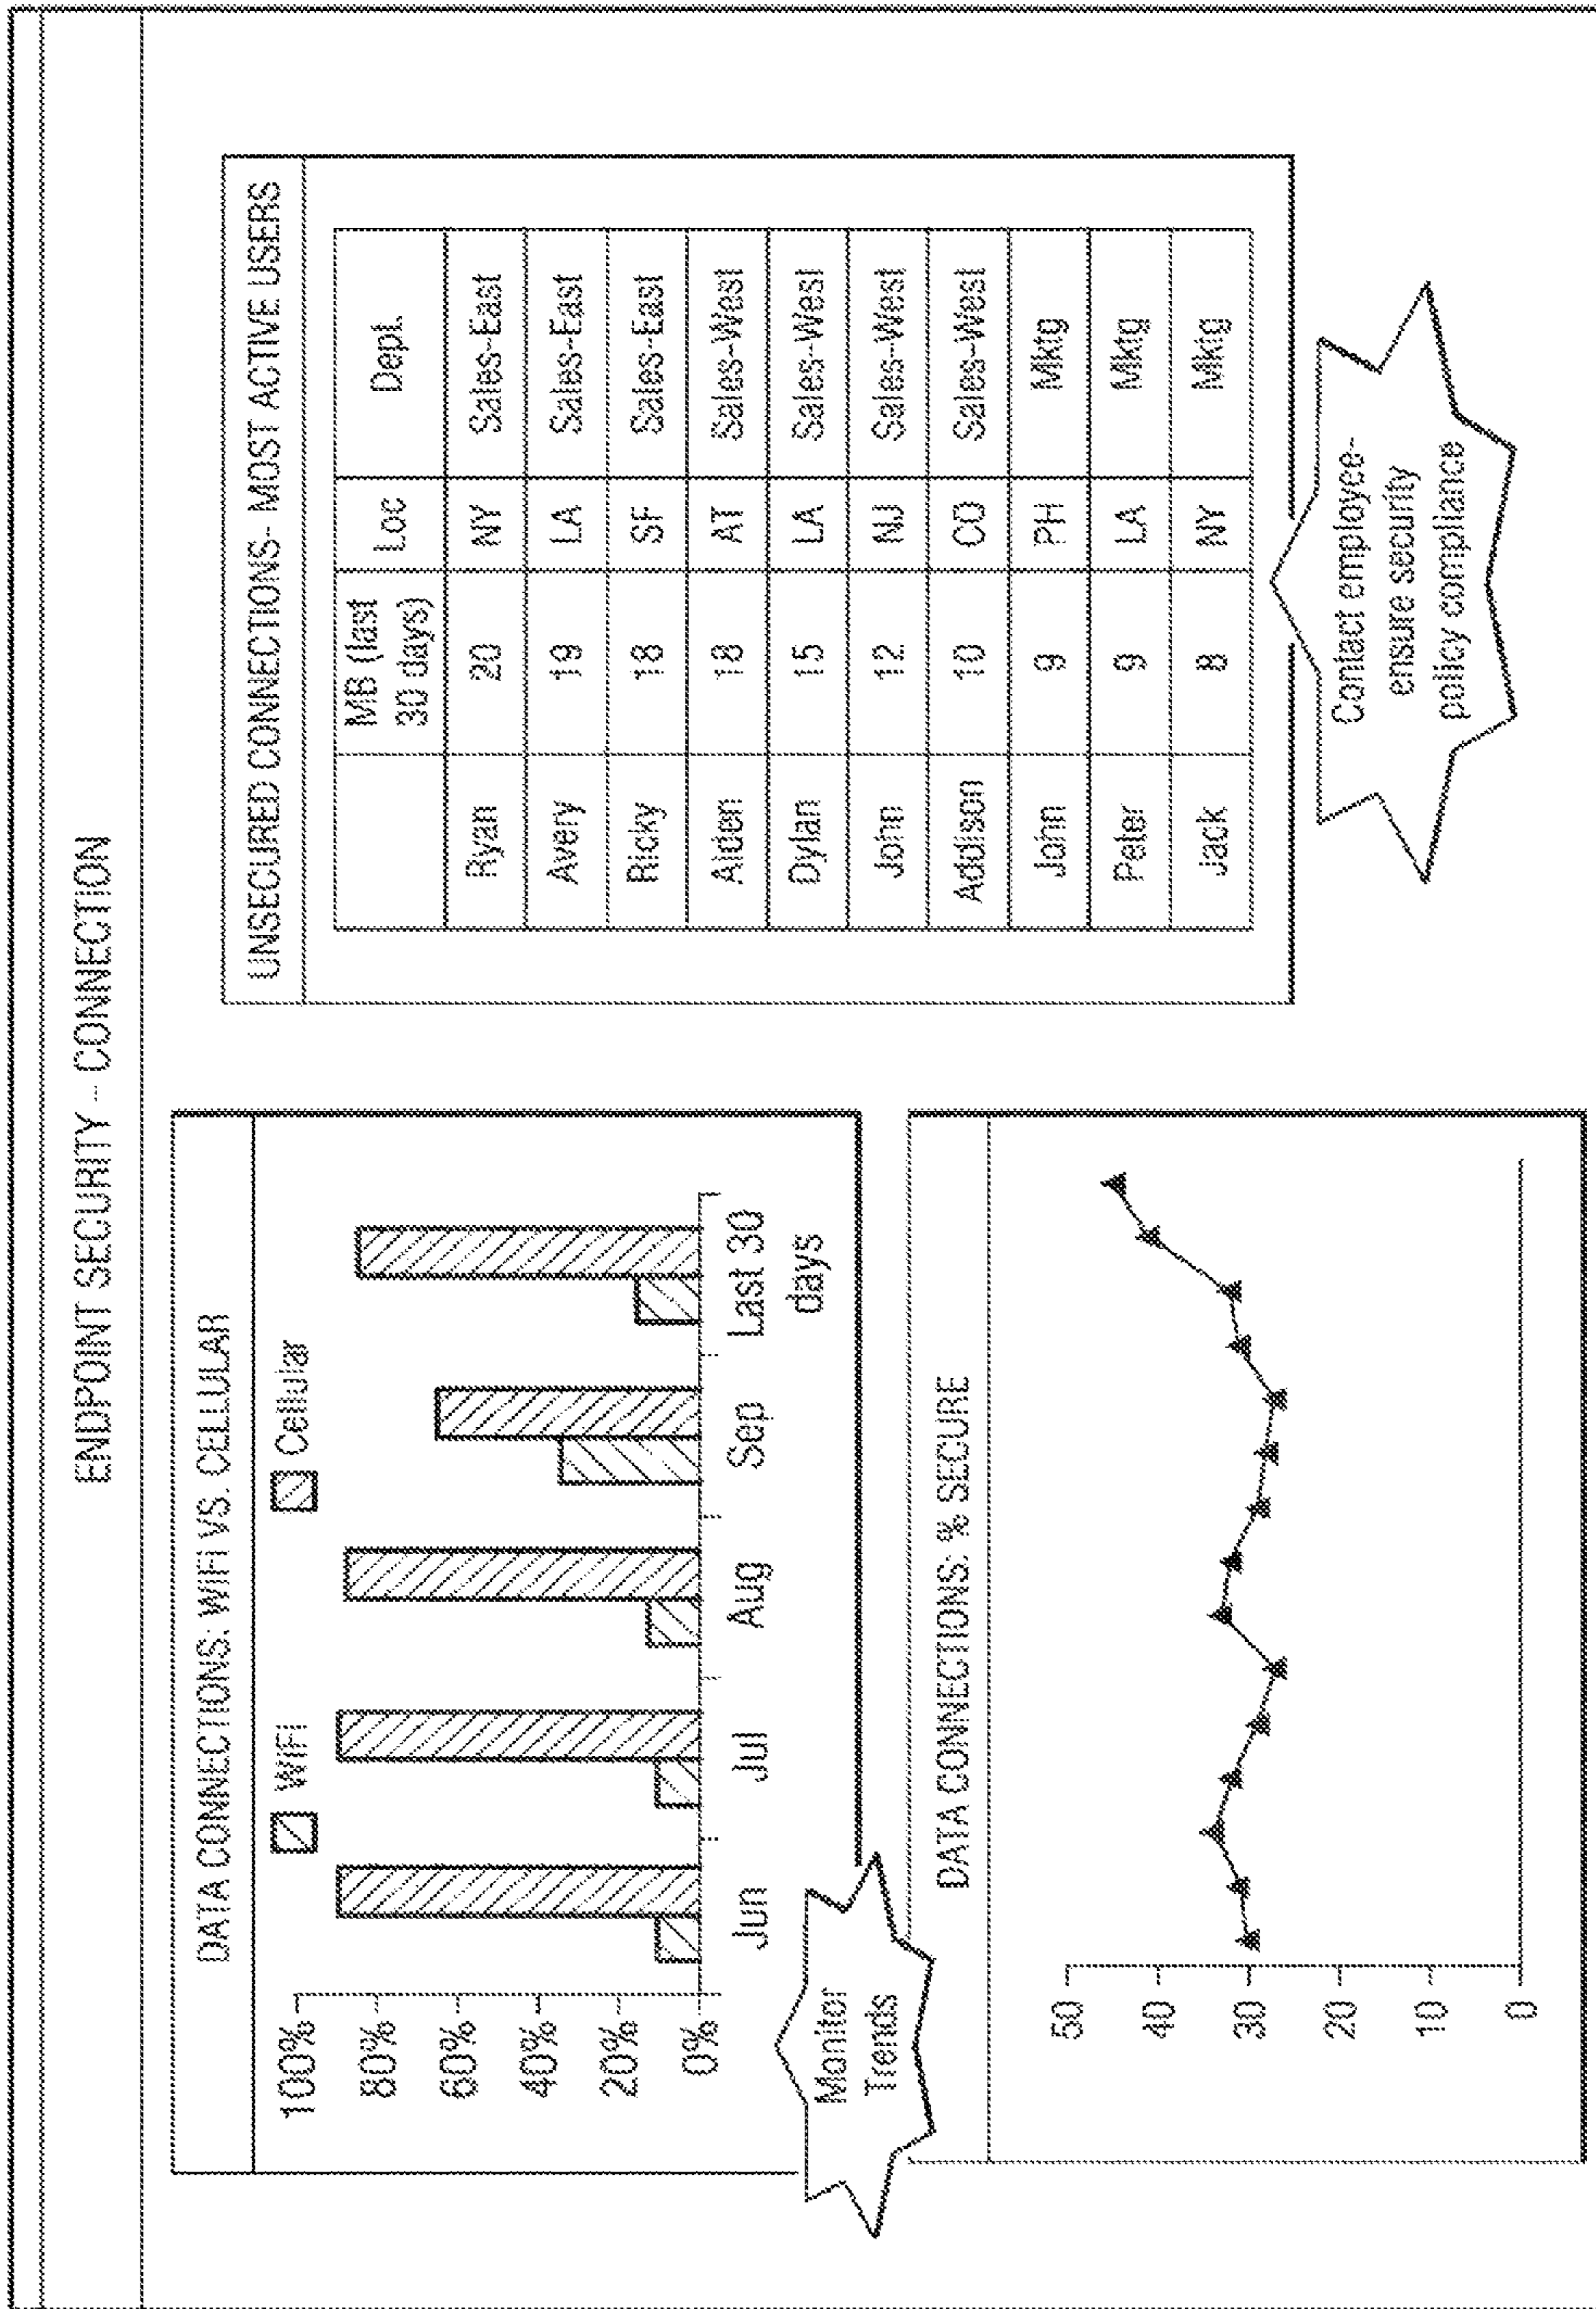 ENDPOINT SECURITY - CONNECTION
DATA CONNECTIONS: WIFI VS. CELLULAR
WIFI
Cellular
100%
80%
60%
40%
20%
0%
Jun
Jul
Aug
Sep
Last 30
days
Monitor
Trends
DATA CONNECTIONS: % SECURE
50
40
30
20
10
0
UNSECURED CONNECTIONS- MOST ACTIVE USERS
MB (last
30 days) Loc Dept.
Ryan 20 NY Sales-East
Avery 19 LA Sales-East
Ricky 18 SF Sales-East
Aiden 18 AT Sales-West
Dylan 15 LA Sales-West
John 12 NJ Sales-West
Addison 10 CO Sales-West
John 9 PH Mktg
Peter 9 LA Mktg
Jack 8 NY Mktg
Contact employee-
ensure security
policy compliance